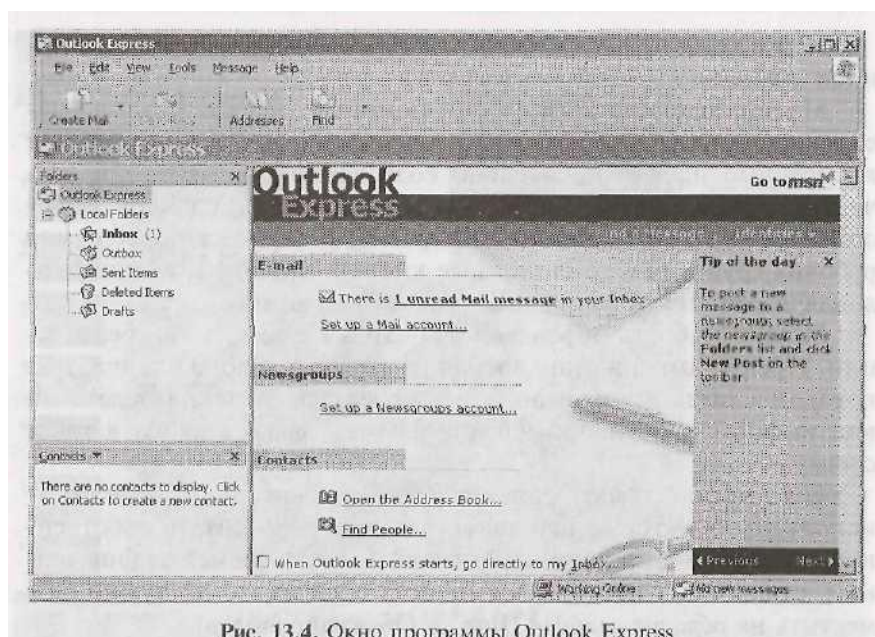 Outlook Express
File Edit View Tools Message Help
Create Mail Addresses Find
Outlook Express
Folders
Outlook Express
Local Folders
Inbox (1)
Outbox
Sent Items
Deleted Items
Drafts
Contacts
There are no contacts to display. Click
on Contacts to create a new contact.
Outlook
Express
Go to msn
Find a Message Identities
E-mail
There is 1 unread Mail message in your Inbox
Set up a Mail account...
Newsgroups
Set up a Newsgroups account...
Contacts
Open the Address Book...
Find People...
When Outlook Express starts, go directly to my Inbox.
Tip of the day
To post a new
message to a
newsgroup, select
the newsgroup in the
Folders list and click
New Post on the
toolbar
Previous Next
Working Online No new messages
Рис. 13.4. Окно программы Outlook Express